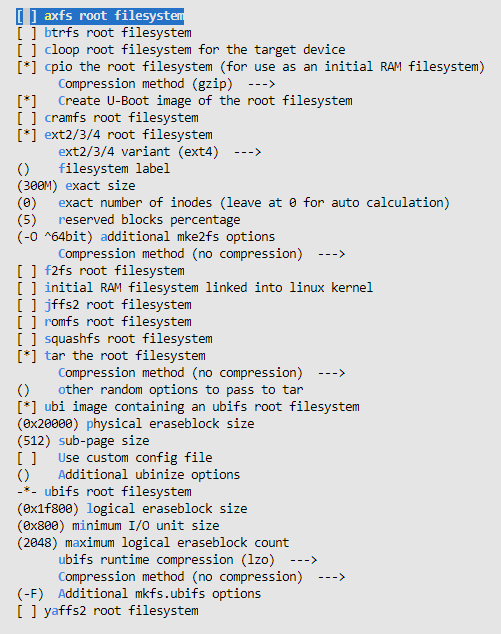 [ ] axfs root filesystem
[ ] btrfs root filesystem
[ ] cloop root filesystem for the target device
[*] cpio the root filesystem (for use as an initial RAM filesystem)
Compression method (gzip)  --->
[*]   Create U-Boot image of the root filesystem
[ ] cramfs root filesystem
[*] ext2/3/4 root filesystem
ext2/3/4 variant (ext4)  --->
()    filesystem label
(300M) exact size
(0)   exact number of inodes (leave at 0 for auto calculation)
(5)   reserved blocks percentage
(-O ^64bit) additional mke2fs options
Compression method (no compression)  --->
[ ] f2fs root filesystem
[ ] initial RAM filesystem linked into linux kernel
[ ] jffs2 root filesystem
[ ] romfs root filesystem
[ ] squashfs root filesystem
[*] tar the root filesystem
Compression method (no compression)  --->
()    other random options to pass to tar
[*] ubi image containing an ubifs root filesystem
(0x20000) physical eraseblock size
(512) sub-page size
[ ]   Use custom config file
()    Additional ubinize options
-*- ubifs root filesystem
(0x1f800) logical eraseblock size
(0x800) minimum I/O unit size
(2048) maximum logical eraseblock count
ubifs runtime compression (lzo)  --->
Compression method (no compression)  --->
(-F)  Additional mkfs.ubifs options
[ ] yaffs2 root filesystem